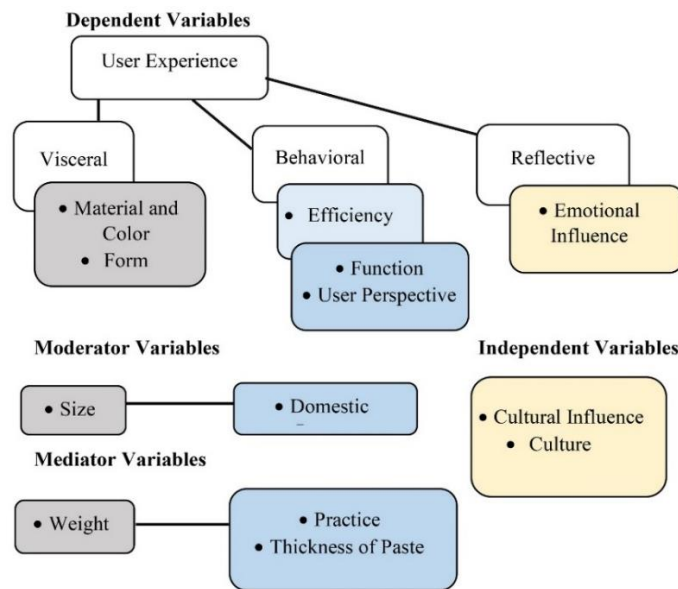 Dependent Variables
User Experience
Visceral
Behavioral
Reflective
• Material and
Color
• Form
• Efficiency
• Function
• User Perspective
• Emotional
Influence
Moderator Variables
• Size
• Domestic
Mediator Variables
• Weight
• Practice
• Thickness of Paste
Independent Variables
• Cultural Influence
• Culture